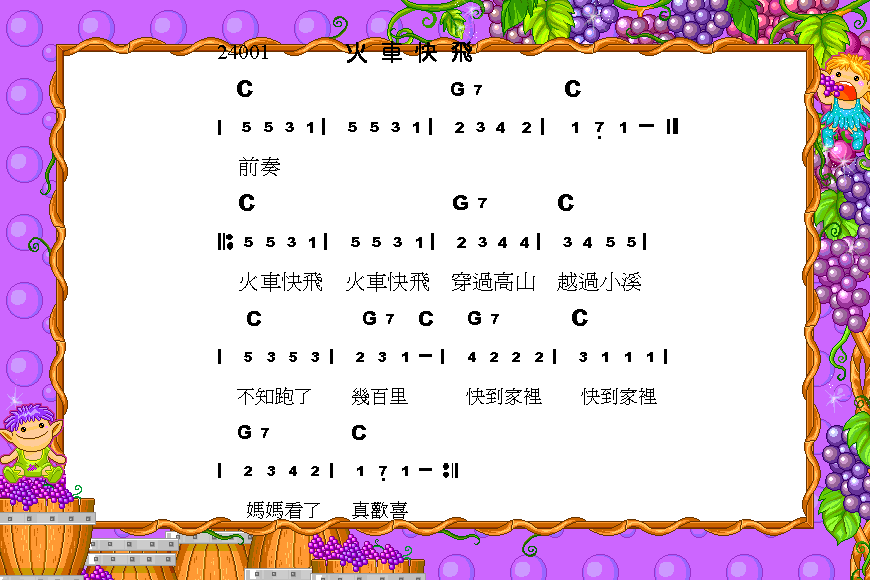 24001 火車快飛
C G7 C
| 5 5 3 1 | 5 5 3 1 | 2 3 4 2 | 1 7̣ 1 — ‖
前奏
C G7 C
‖: 5 5 3 1 | 5 5 3 1 | 2 3 4 4 | 3 4 5 5 |
火車快飛 火車快飛 穿過高山 越過小溪
C G7 C G7 C
| 5 3 5 3 | 2 3 1 — | 4 2 2 2 | 3 1 1 1 |
不知跑了 幾百里 快到家裡 快到家裡
G7 C
| 2 3 4 2 | 1 7̣ 1 — :‖
媽媽看了 真歡喜